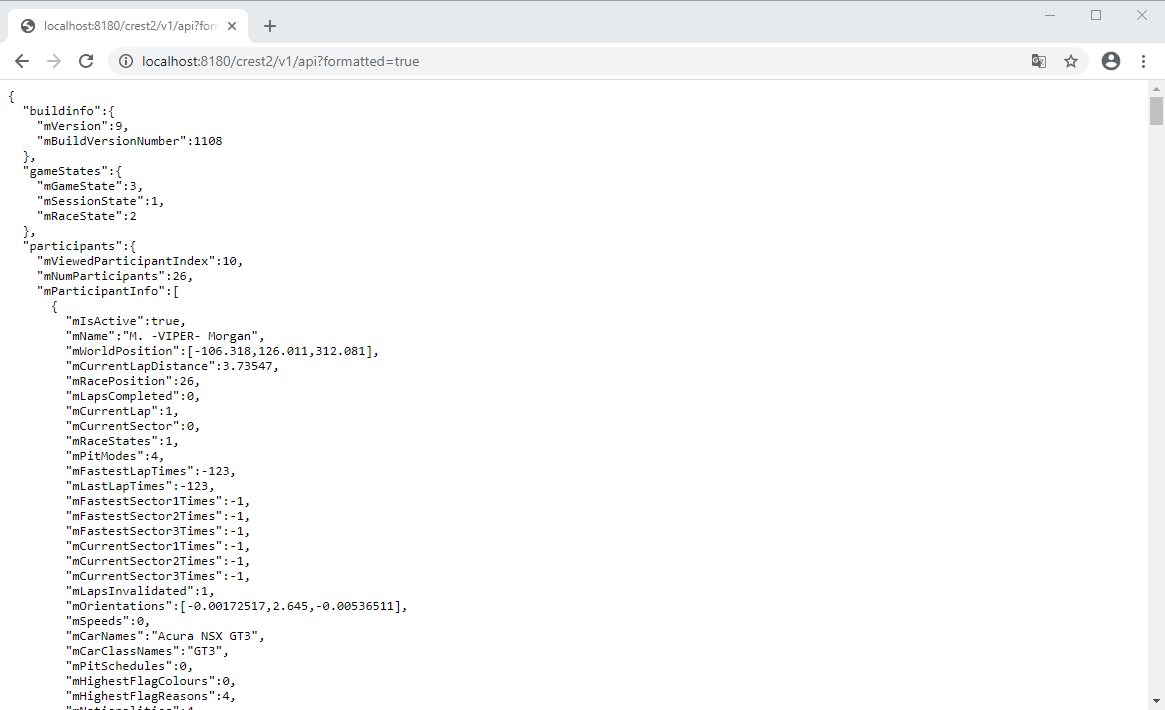 localhost:8180/crest2/v1/api?for
localhost:8180/crest2/v1/api?formatted=true
{
  "buildinfo":{
    "mVersion":9,
    "mBuildVersionNumber":1108
  },
  "gameStates":{
    "mGameState":3,
    "mSessionState":1,
    "mRaceState":2
  },
  "participants":{
    "mViewedParticipantIndex":10,
    "mNumParticipants":26,
    "mParticipantInfo":[
      {
        "mIsActive":true,
        "mName":"M. -VIPER- Morgan",
        "mWorldPosition":[-106.318,126.011,312.081],
        "mCurrentLapDistance":3.73547,
        "mRacePosition":26,
        "mLapsCompleted":0,
        "mCurrentLap":1,
        "mCurrentSector":0,
        "mRaceStates":1,
        "mPitModes":4,
        "mFastestLapTimes":-123,
        "mLastLapTimes":-123,
        "mFastestSector1Times":-1,
        "mFastestSector2Times":-1,
        "mFastestSector3Times":-1,
        "mCurrentSector1Times":-1,
        "mCurrentSector2Times":-1,
        "mCurrentSector3Times":-1,
        "mLapsInvalidated":1,
        "mOrientations":[-0.00172517,2.645,-0.00536511],
        "mSpeeds":0,
        "mCarNames":"Acura NSX GT3",
        "mCarClassNames":"GT3",
        "mPitSchedules":0,
        "mHighestFlagColours":0,
        "mHighestFlagReasons":4,